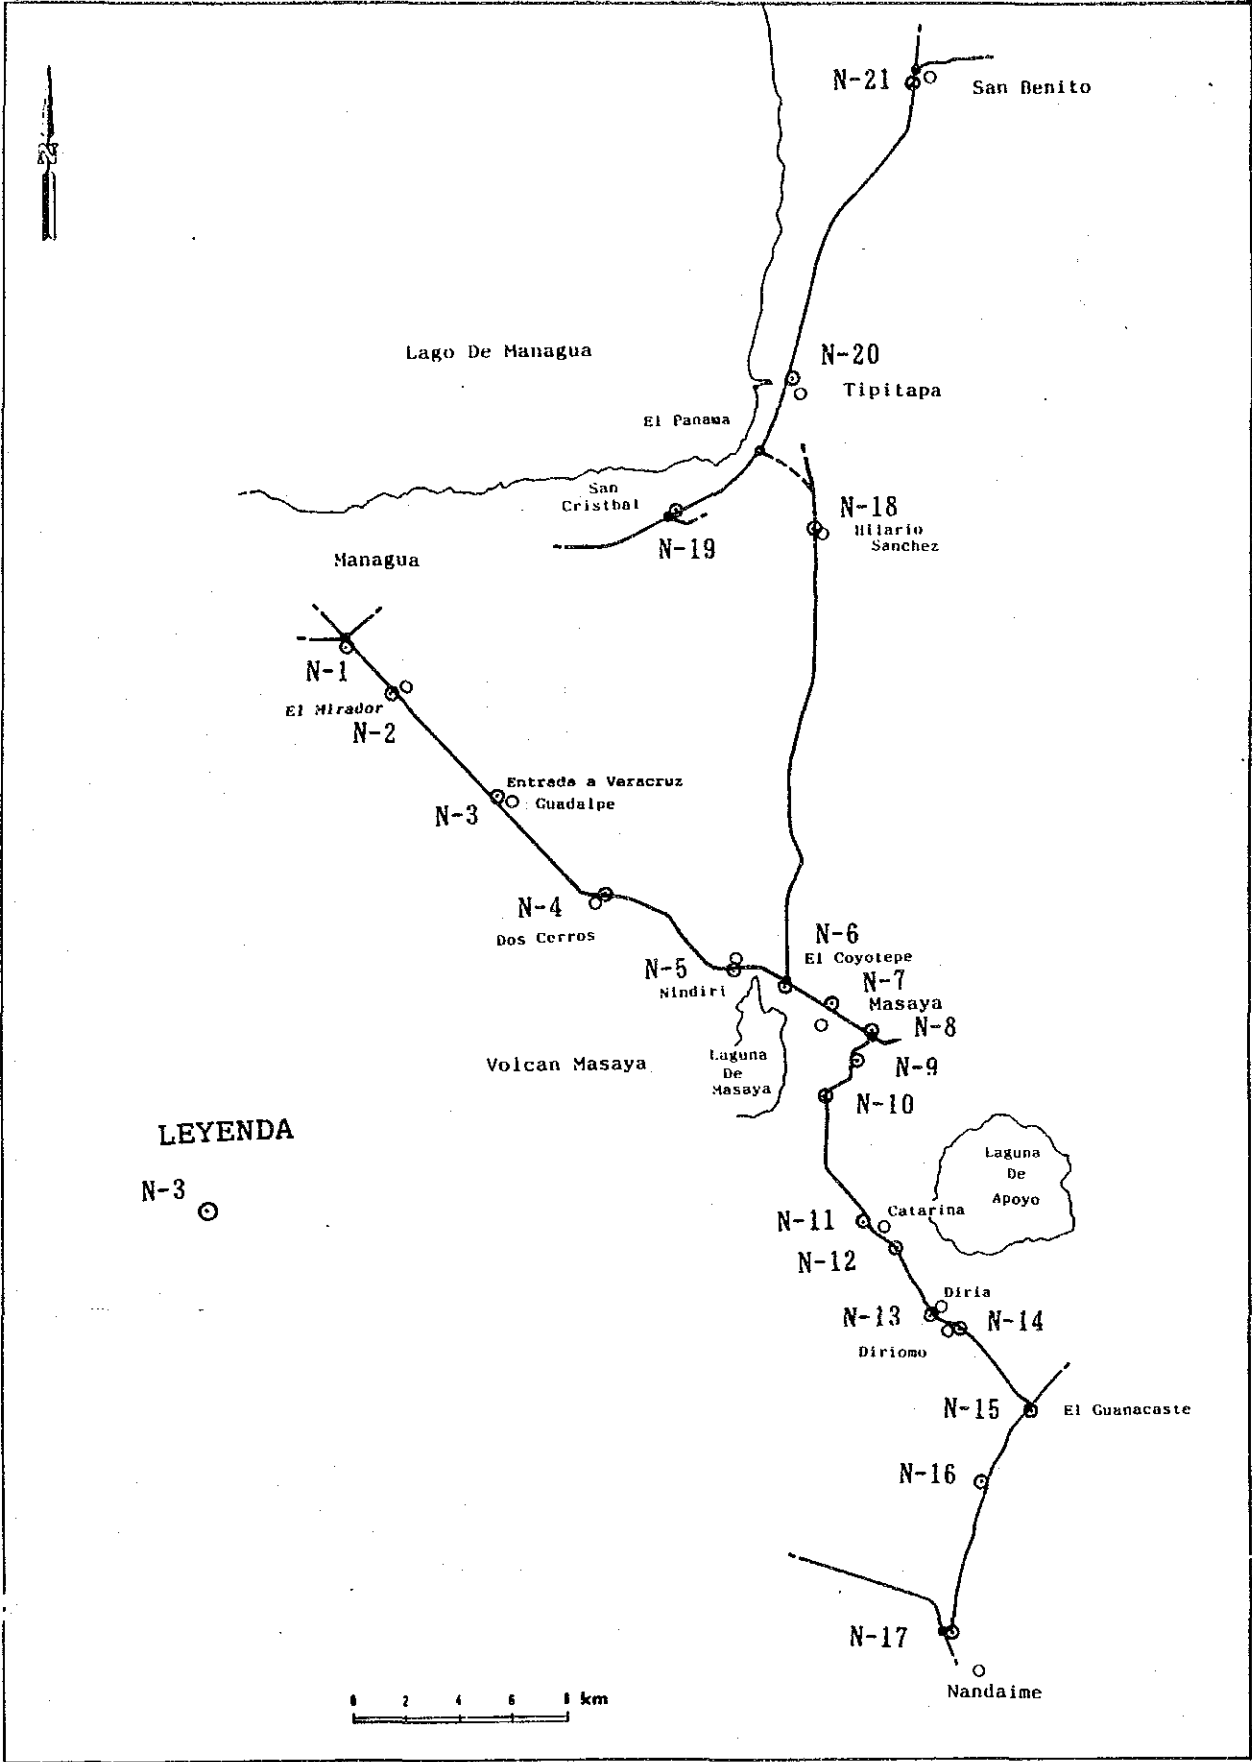 N-21
San Benito
N
Lago De Managua
N-20
Tipitapa
El Panama
San
Cristbal
N-18
Hilario
Sanchez
N-19
Managua
N-1
El Mirador
N-2
Entrada a Veracruz
Guadalpe
N-3
N-4
Dos Cerros
N-6
El Coyotepe
N-5
Nindiri
N-7
Masaya
N-8
Volcan Masaya
Laguna
De
Masaya
N-9
N-10
LEYENDA
N-3
Laguna
De
Apoyo
N-11
Catarina
N-12
Diria
N-13
N-14
Diriomo
N-15
El Guanacaste
N-16
N-17
Nandaime
0 2 4 6 8 km